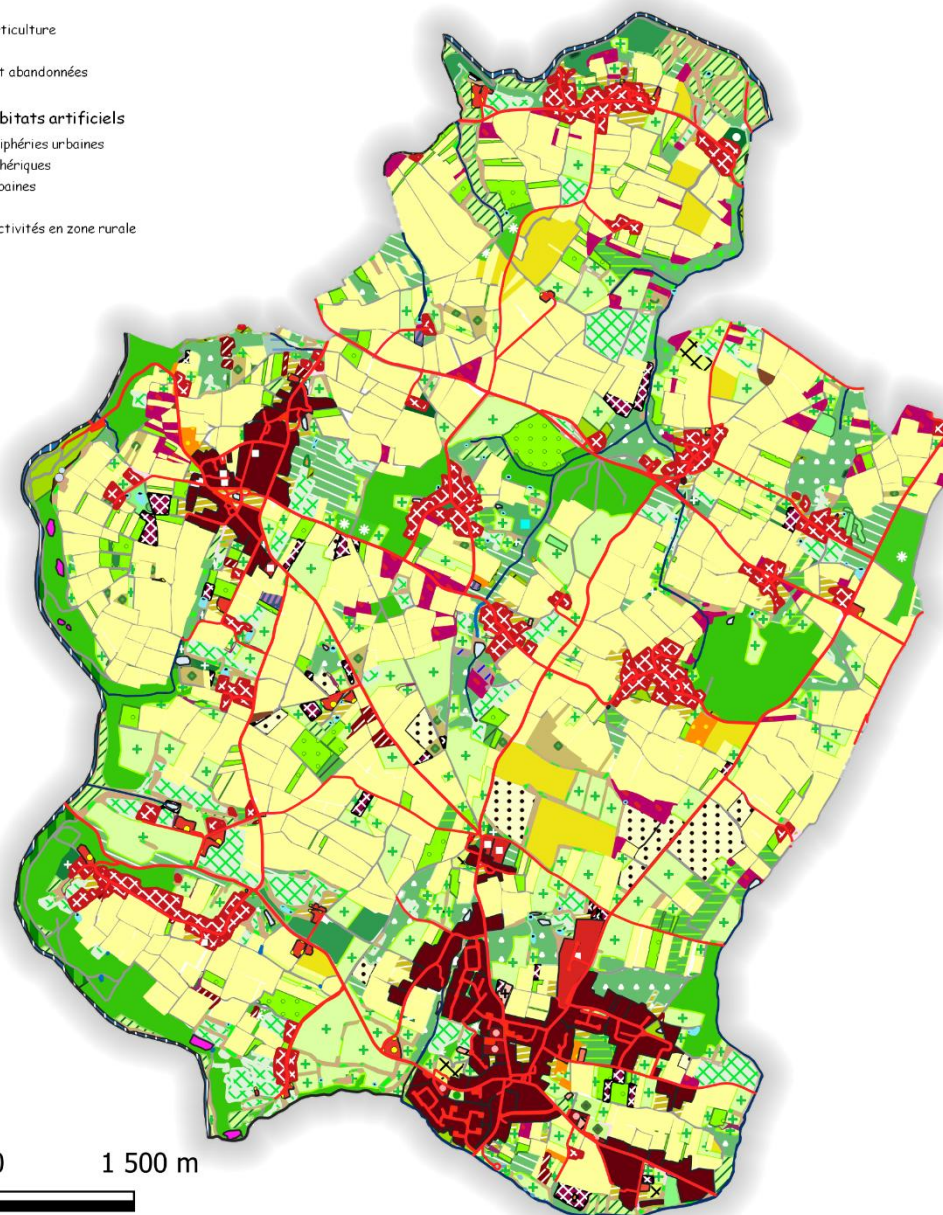 ticulture
t abandonnées
bitats artificiels
iphéries urbaines
hériques
baines
ctivités en zone rurale
0 1 500 m